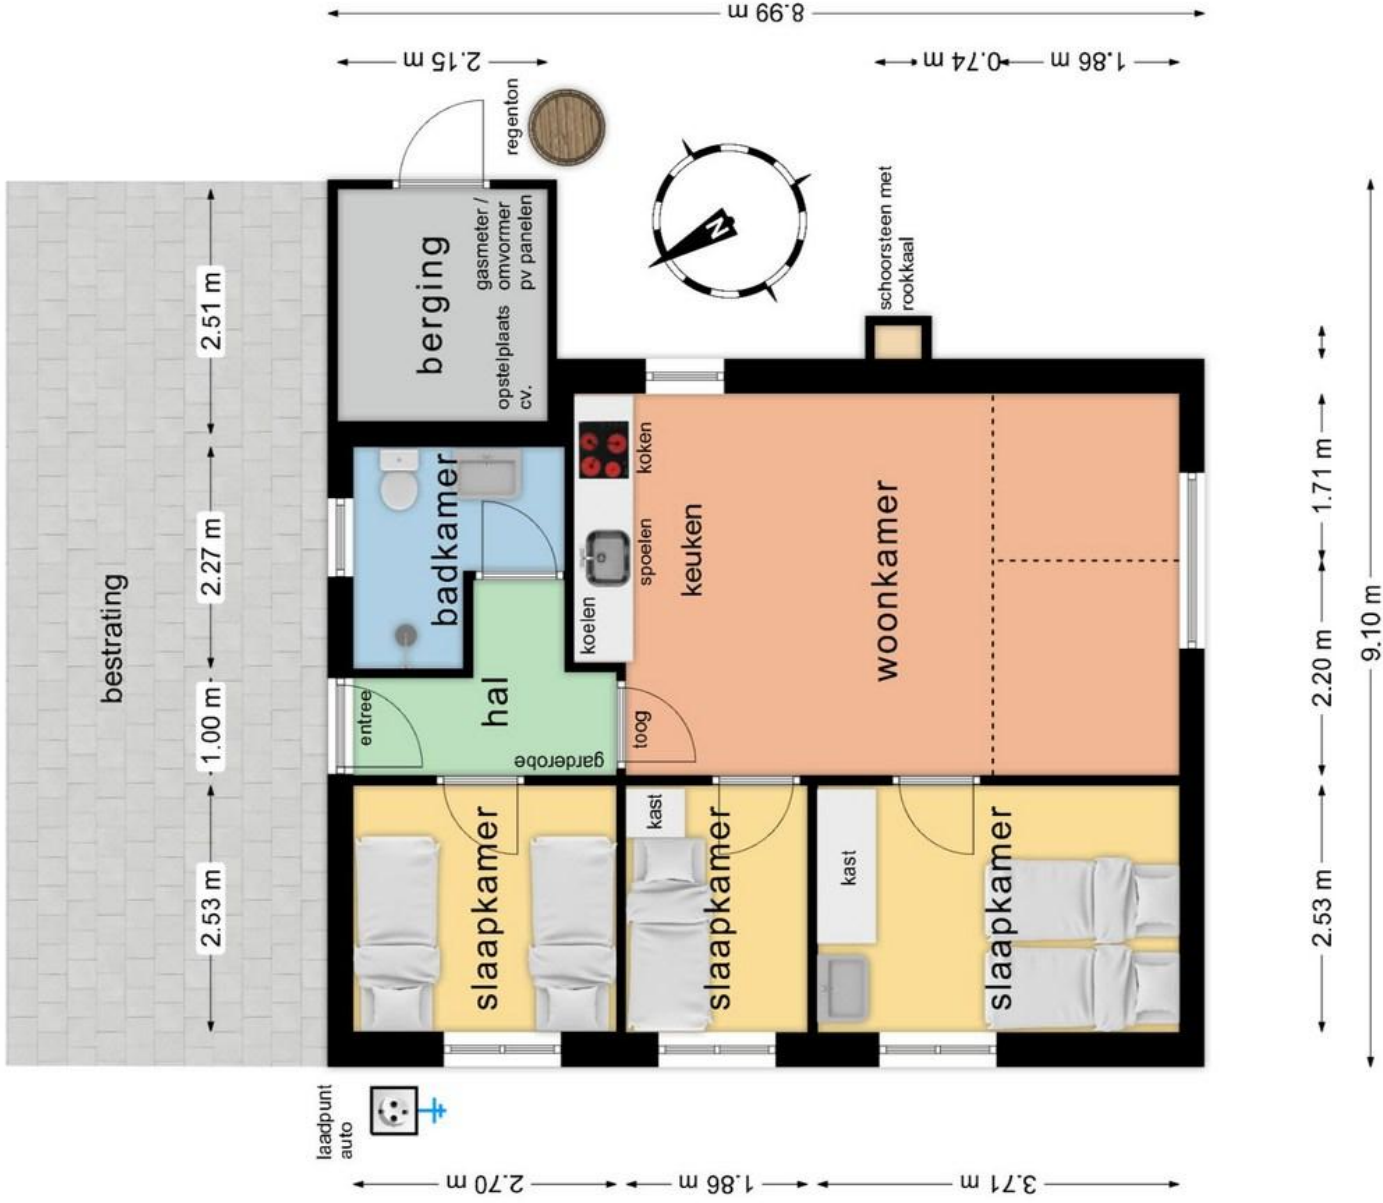 8.99 m
2.15 m
0.74 m
1.86 m
regenton
berging
gasmeter /
omvormer
pv panelen
opstelplaats
cv.
N
schoorsteen met
rookkaal
2.51 m
2.27 m
1.00 m
2.53 m
bestrating
badkamer
koken
spoelen
koelen
keuken
woonkamer
entree
hal
garderobe
toog
slaapkamer
kast
slaapkamer
kast
slaapkamer
1.71 m
2.20 m
2.53 m
9.10 m
laadpunt
auto
2.70 m
1.86 m
3.71 m